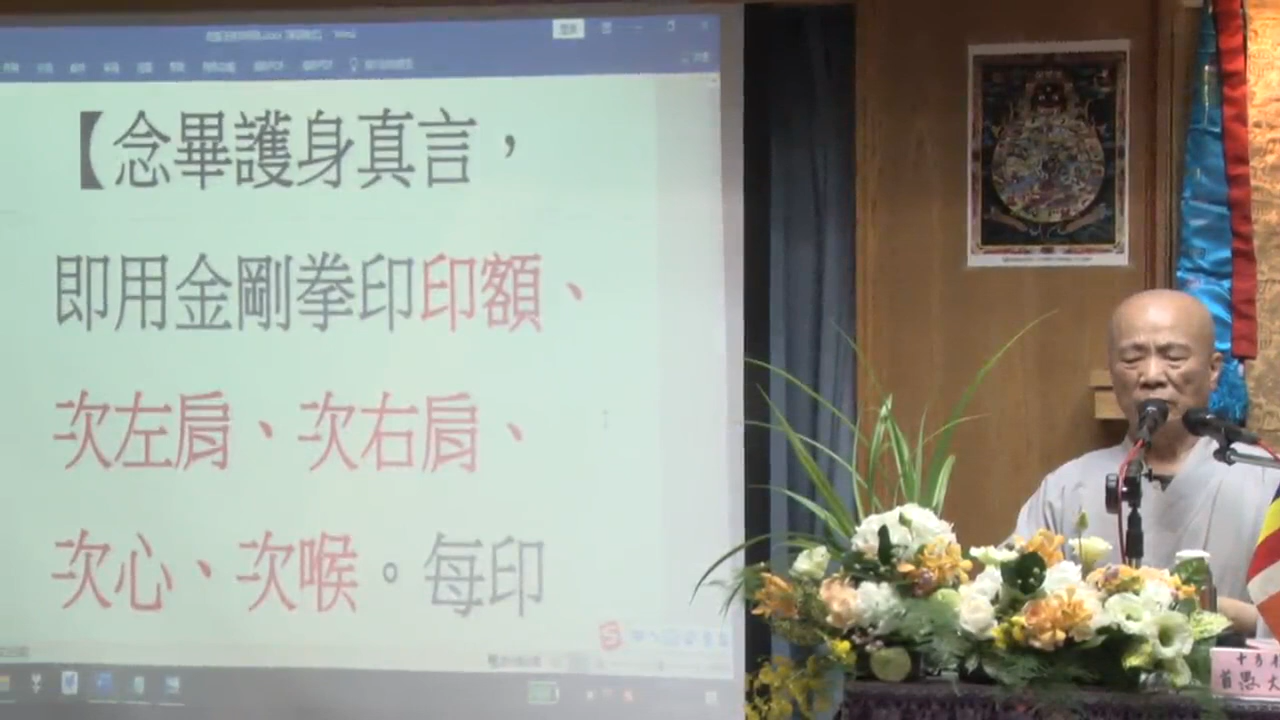 【念畢護身真言，
即用金剛拳印印額、
次左肩、次右肩、
次心、次喉。每印